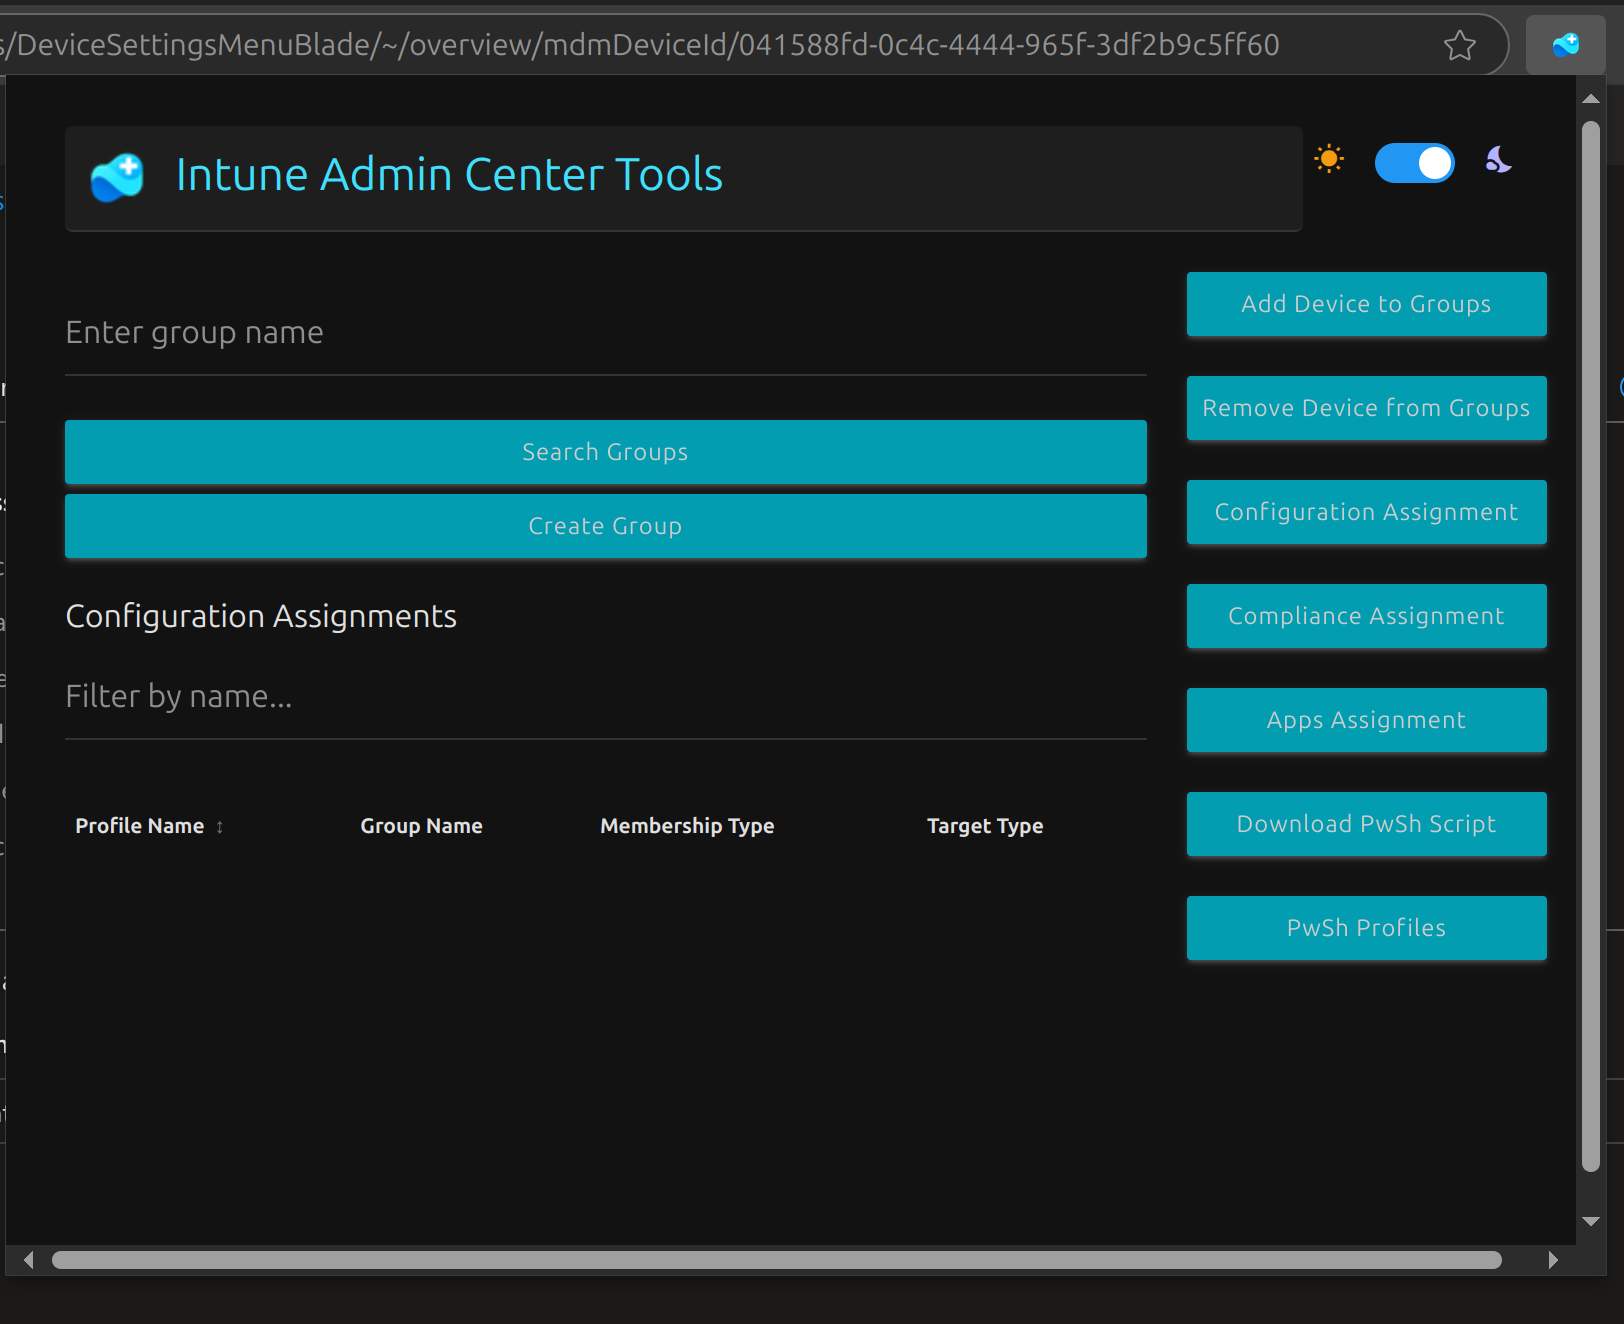 /DeviceSettingsMenuBlade/~/overview/mdmDeviceId/041588fd-0c4c-4444-965f-3df2b9c5ff60
Intune Admin Center Tools
Enter group name
Search Groups
Create Group
Configuration Assignments
Filter by name...
Profile Name ↕ Group Name Membership Type Target Type
Add Device to Groups
Remove Device from Groups
Configuration Assignment
Compliance Assignment
Apps Assignment
Download PwSh Script
PwSh Profiles